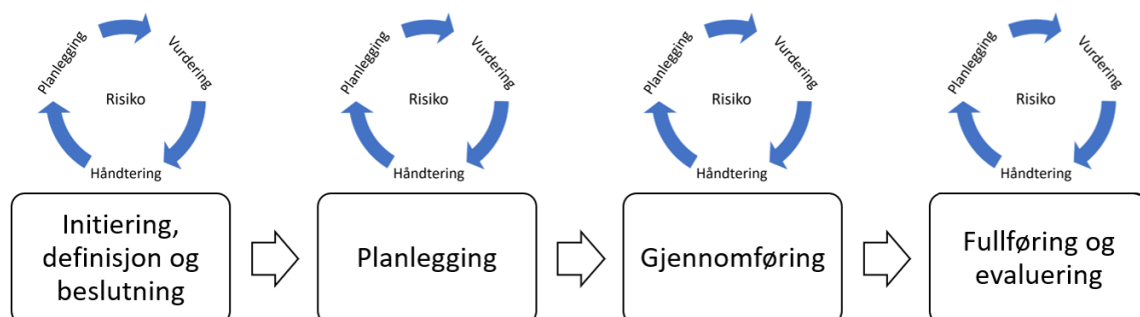 Planlegging
Vurdering
Risiko
Håndtering
Planlegging
Vurdering
Risiko
Håndtering
Planlegging
Vurdering
Risiko
Håndtering
Planlegging
Vurdering
Risiko
Håndtering
Initiering,
definisjon og
beslutning
Planlegging
Gjennomføring
Fullføring og
evaluering